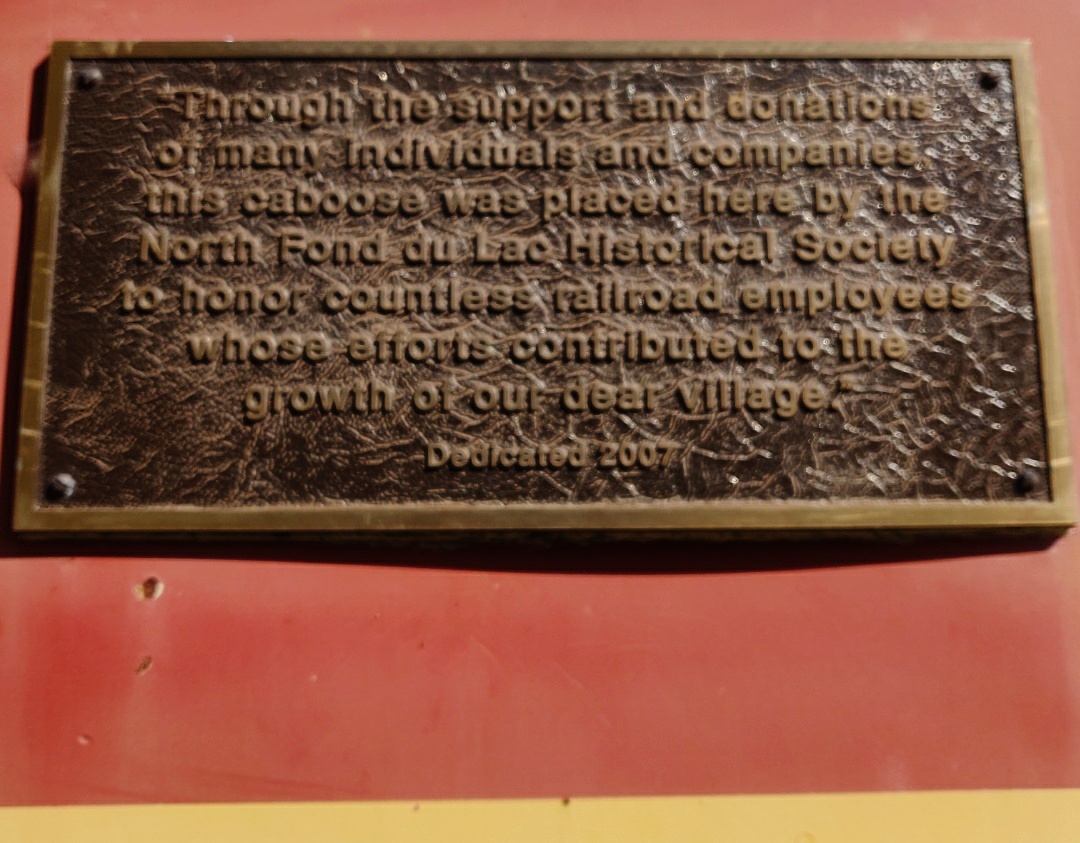 "Through the support and donations
of many individuals and companies,
this caboose was placed here by the
North Fond du Lac Historical Society
to honor countless railroad employees
whose efforts contributed to the
growth of our dear village."
Dedicated 2007